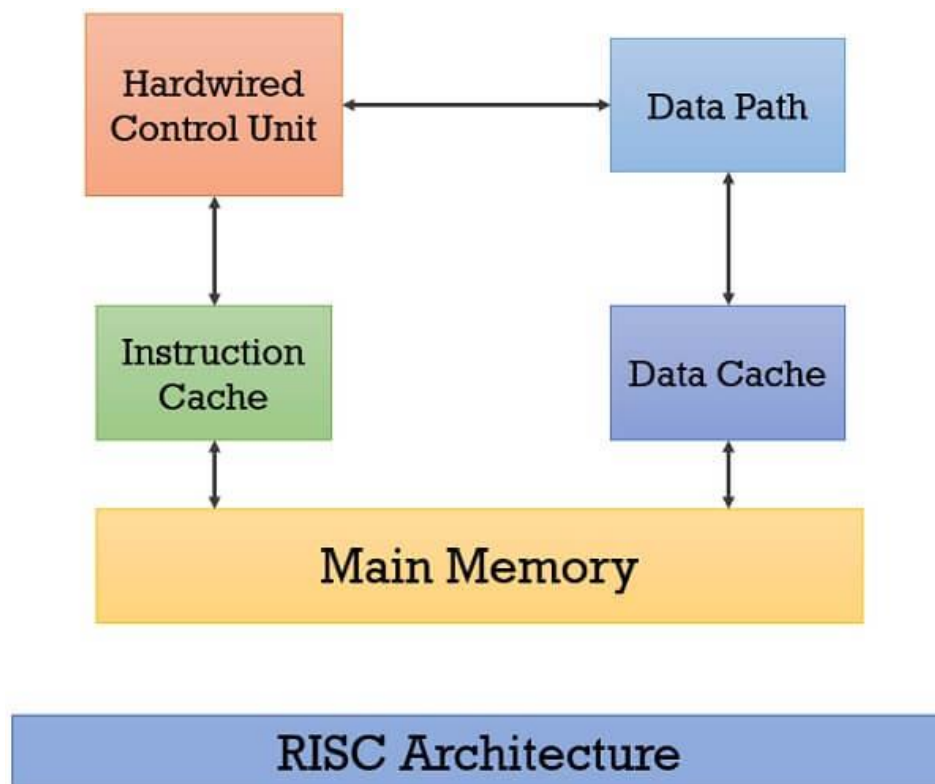 Hardwired
Control Unit
Data Path
Instruction
Cache
Data Cache
Main Memory
RISC Architecture